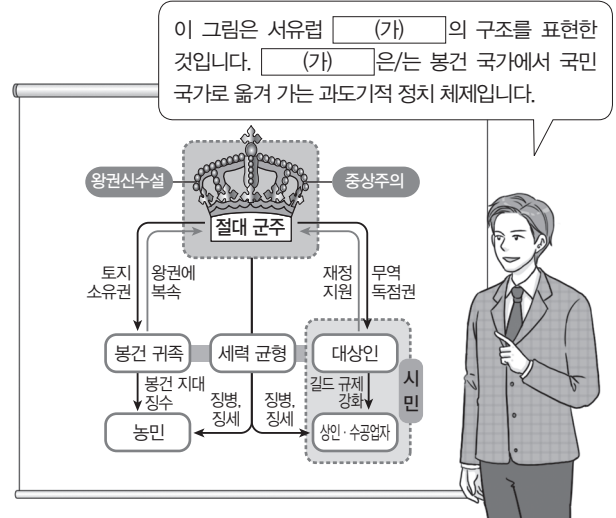 이 그림은 서유럽 (가) 의 구조를 표현한
것입니다. (가) 은/는 봉건 국가에서 국민
국가로 옮겨 가는 과도기적 정치 체제입니다.
왕권신수설
중상주의
절대 군주
토지
소유권
왕권에
복속
재정
지원
무역
독점권
봉건 귀족
세력 균형
대상인
시
민
봉건 지대
징수
징병,
징세
징병,
징세
길드 규제
강화
농민
상인·수공업자